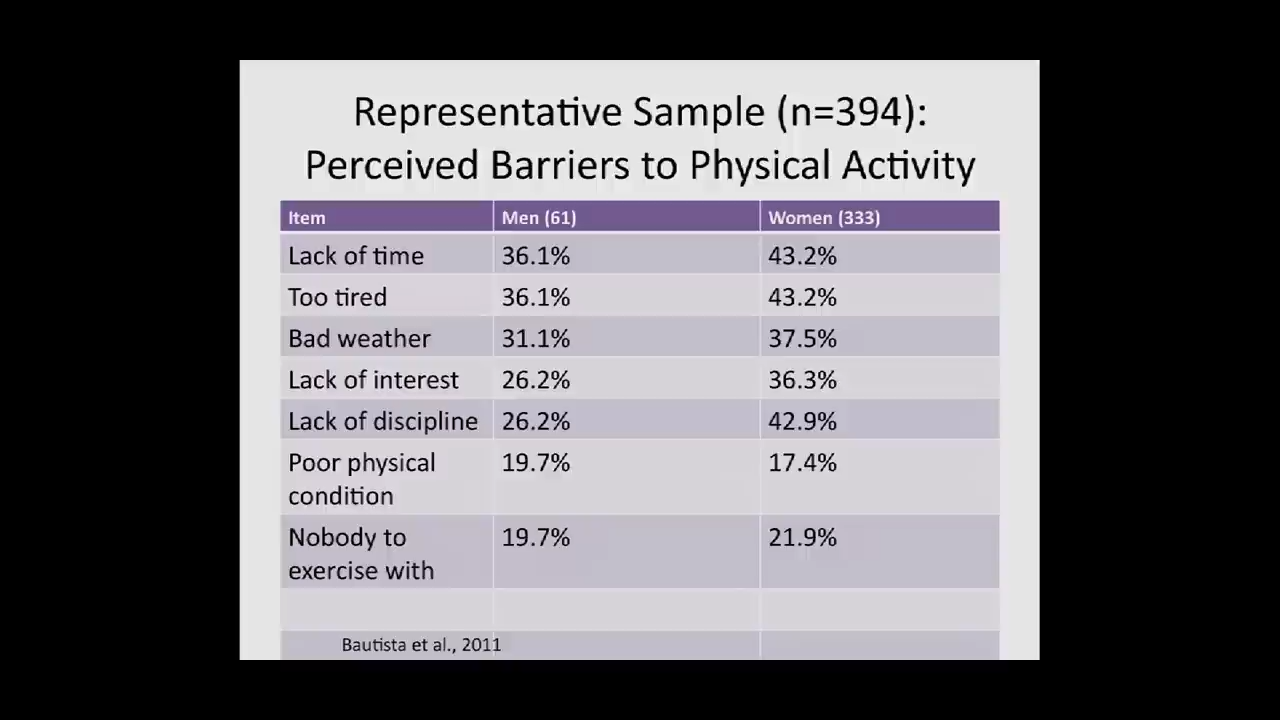 Representative Sample (n=394):
Perceived Barriers to Physical Activity
Item Men (61) Women (333)
Lack of time 36.1% 43.2%
Too tired 36.1% 43.2%
Bad weather 31.1% 37.5%
Lack of interest 26.2% 36.3%
Lack of discipline 26.2% 42.9%
Poor physical 19.7% 17.4%
condition
Nobody to 19.7% 21.9%
exercise with
Bautista et al., 2011